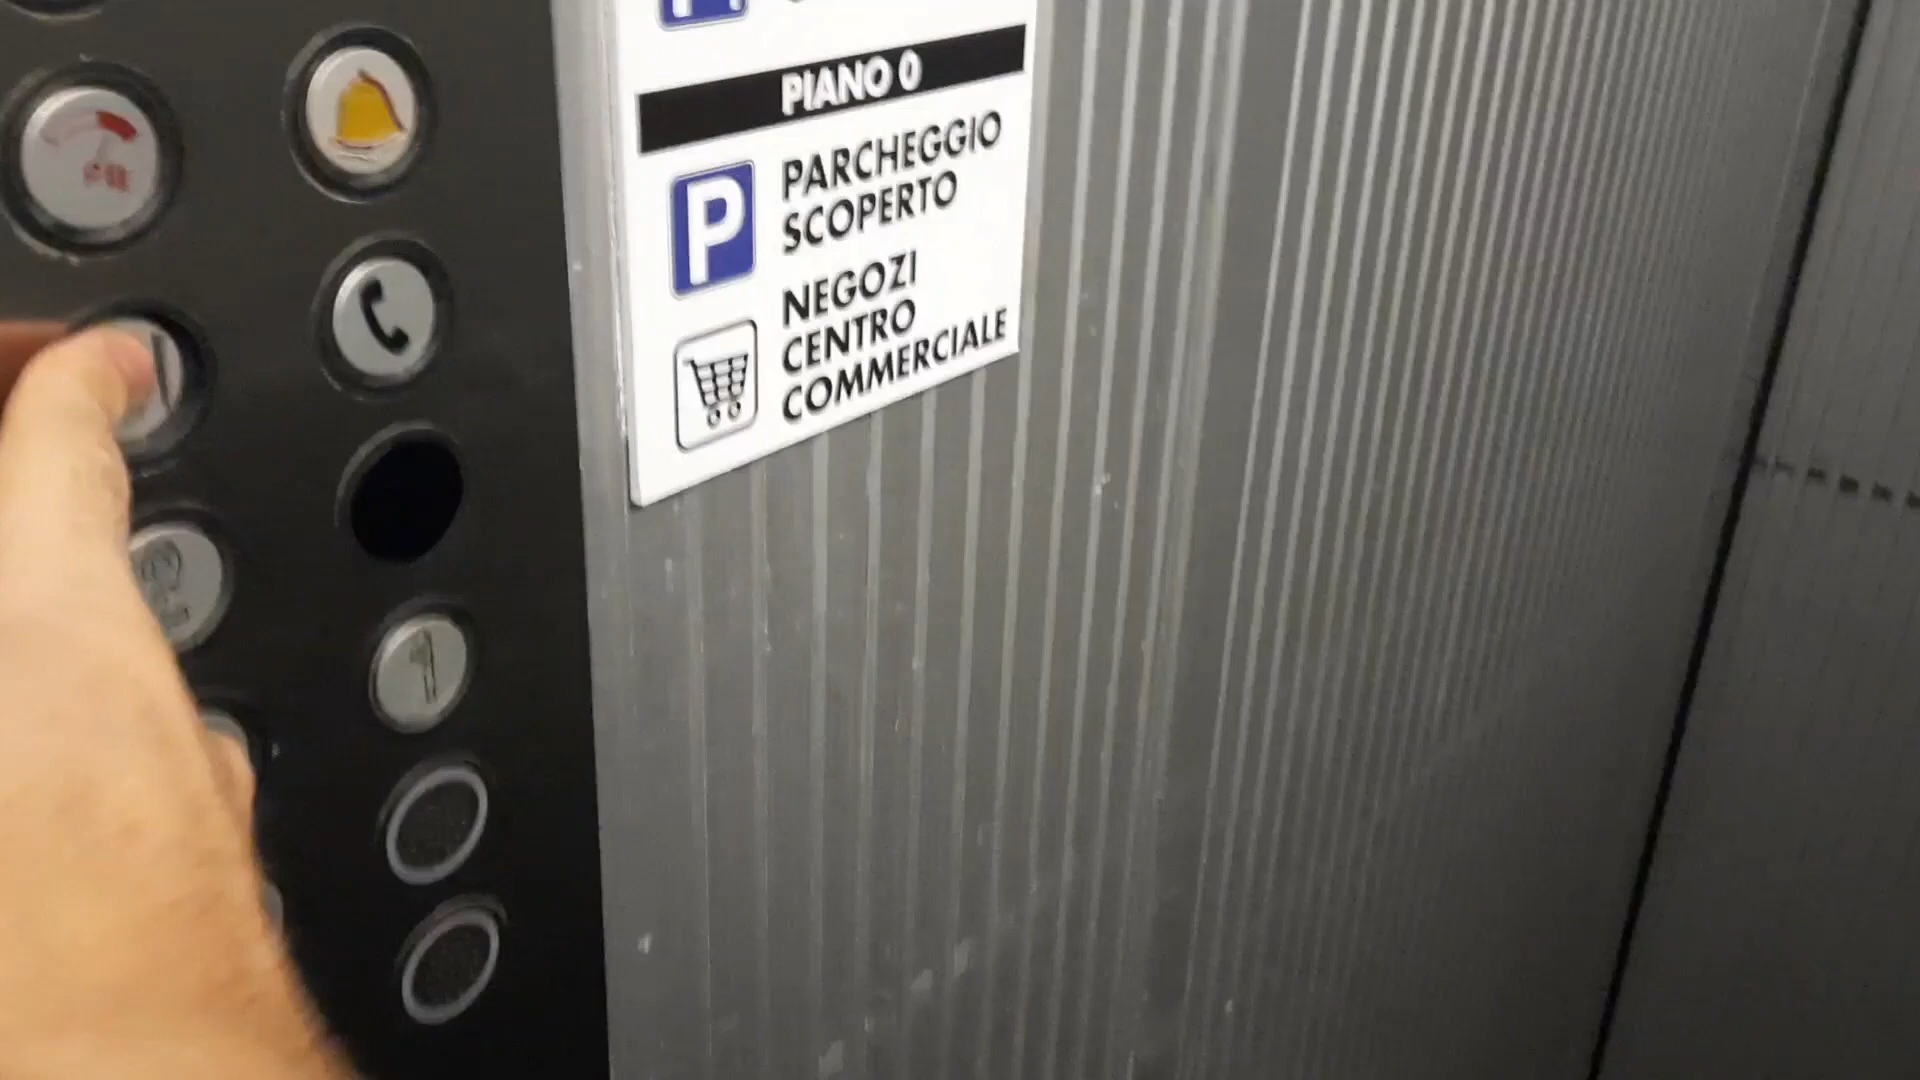 PIANO 0
P PARCHEGGIO
SCOPERTO
NEGOZI
CENTRO
COMMERCIALE